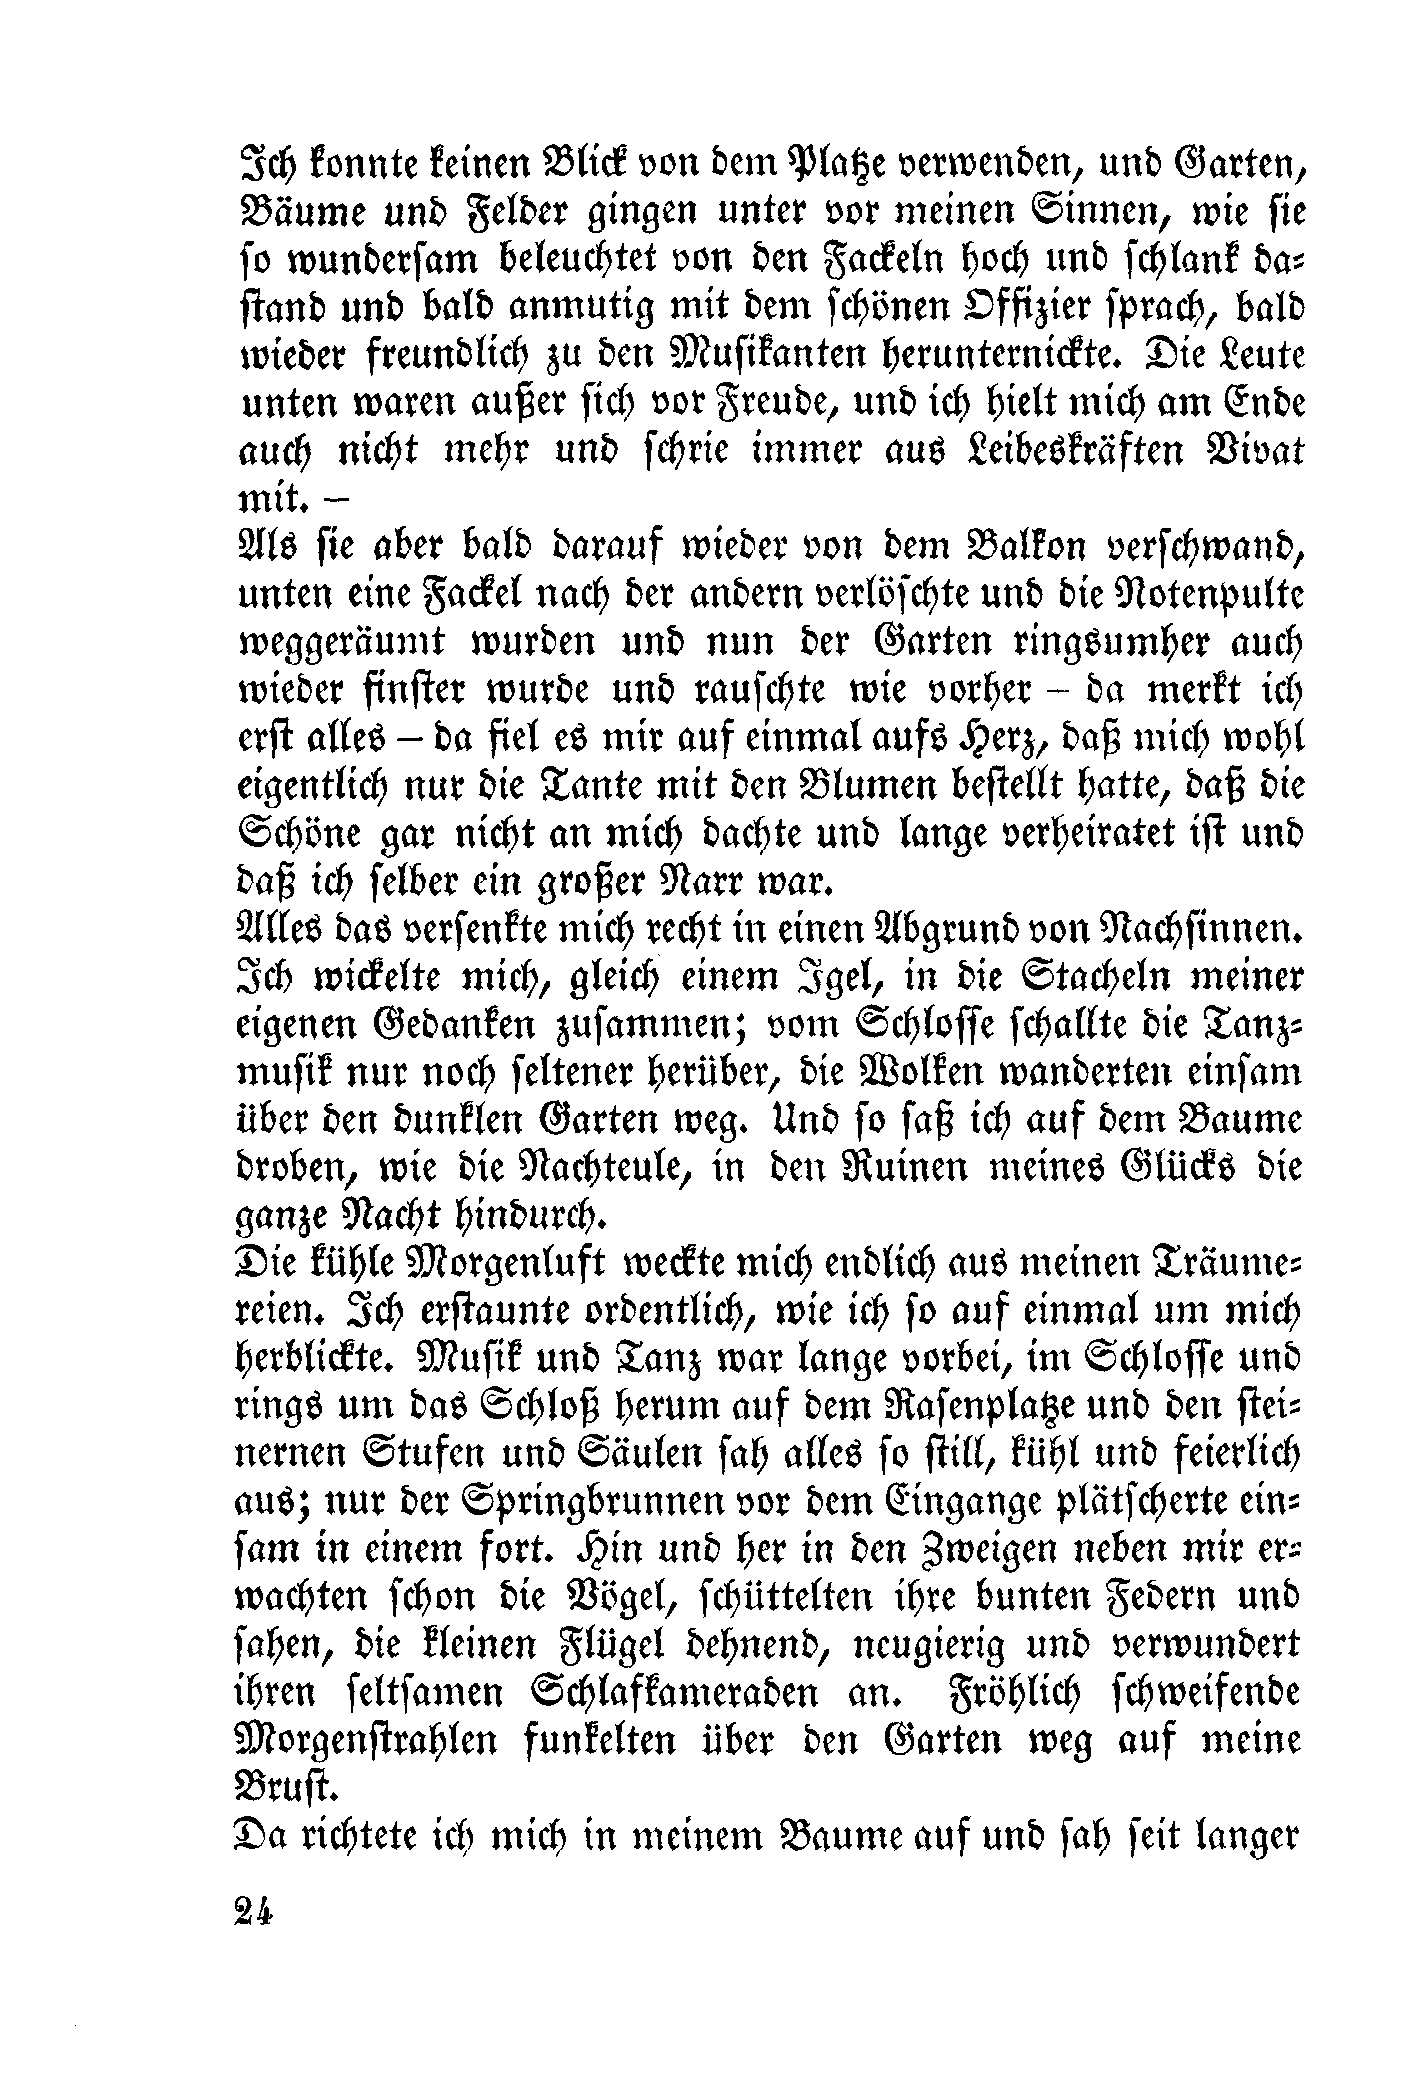 Ich konnte keinen Blick von dem Platze verwenden, und Garten,
Bäume und Felder gingen unter vor meinen Sinnen, wie sie
so wundersam beleuchtet von den Fackeln hoch und schlank da=
stand und bald anmutig mit dem schönen Offizier sprach, bald
wieder freundlich zu den Musikanten herunternickte. Die Leute
unten waren außer sich vor Freude, und ich hielt mich am Ende
auch nicht mehr und schrie immer aus Leibeskräften Vivat
mit. –
Als sie aber bald darauf wieder von dem Balkon verschwand,
unten eine Fackel nach der andern verlöschte und die Notenpulte
weggeräumt wurden und nun der Garten ringsumher auch
wieder finster wurde und rauschte wie vorher – da merkt ich
erst alles – da fiel es mir auf einmal aufs Herz, daß mich wohl
eigentlich nur die Tante mit den Blumen bestellt hatte, daß die
Schöne gar nicht an mich dachte und lange verheiratet ist und
daß ich selber ein großer Narr war.
Alles das versenkte mich recht in einen Abgrund von Nachsinnen.
Ich wickelte mich, gleich einem Igel, in die Stacheln meiner
eigenen Gedanken zusammen; vom Schlosse schallte die Tanz=
musik nur noch seltener herüber, die Wolken wanderten einsam
über den dunklen Garten weg. Und so saß ich auf dem Baume
droben, wie die Nachteule, in den Ruinen meines Glücks die
ganze Nacht hindurch.
Die kühle Morgenluft weckte mich endlich aus meinen Träume=
reien. Ich erstaunte ordentlich, wie ich so auf einmal um mich
herblickte. Musik und Tanz war lange vorbei, im Schlosse und
rings um das Schloß herum auf dem Rasenplatze und den stei=
nernen Stufen und Säulen sah alles so still, kühl und feierlich
aus; nur der Springbrunnen vor dem Eingange plätscherte ein=
sam in einem fort. Hin und her in den Zweigen neben mir er=
wachten schon die Vögel, schüttelten ihre bunten Federn und
sahen, die kleinen Flügel dehnend, neugierig und verwundert
ihren seltsamen Schlafkameraden an. Fröhlich schweifende
Morgenstrahlen funkelten über den Garten weg auf meine
Brust.
Da richtete ich mich in meinem Baume auf und sah seit langer
24